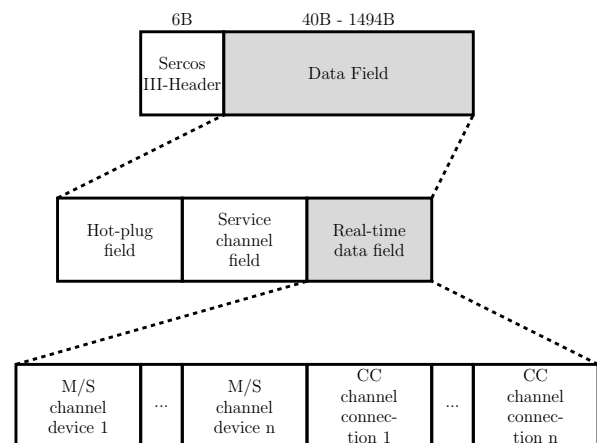 6B 40B - 1494B
Sercos
III-Header
Data Field
Hot-plug
field
Service
channel
field
Real-time
data field
M/S
channel
device 1
...
M/S
channel
device n
CC
channel
connec-
tion 1
...
CC
channel
connec-
tion n